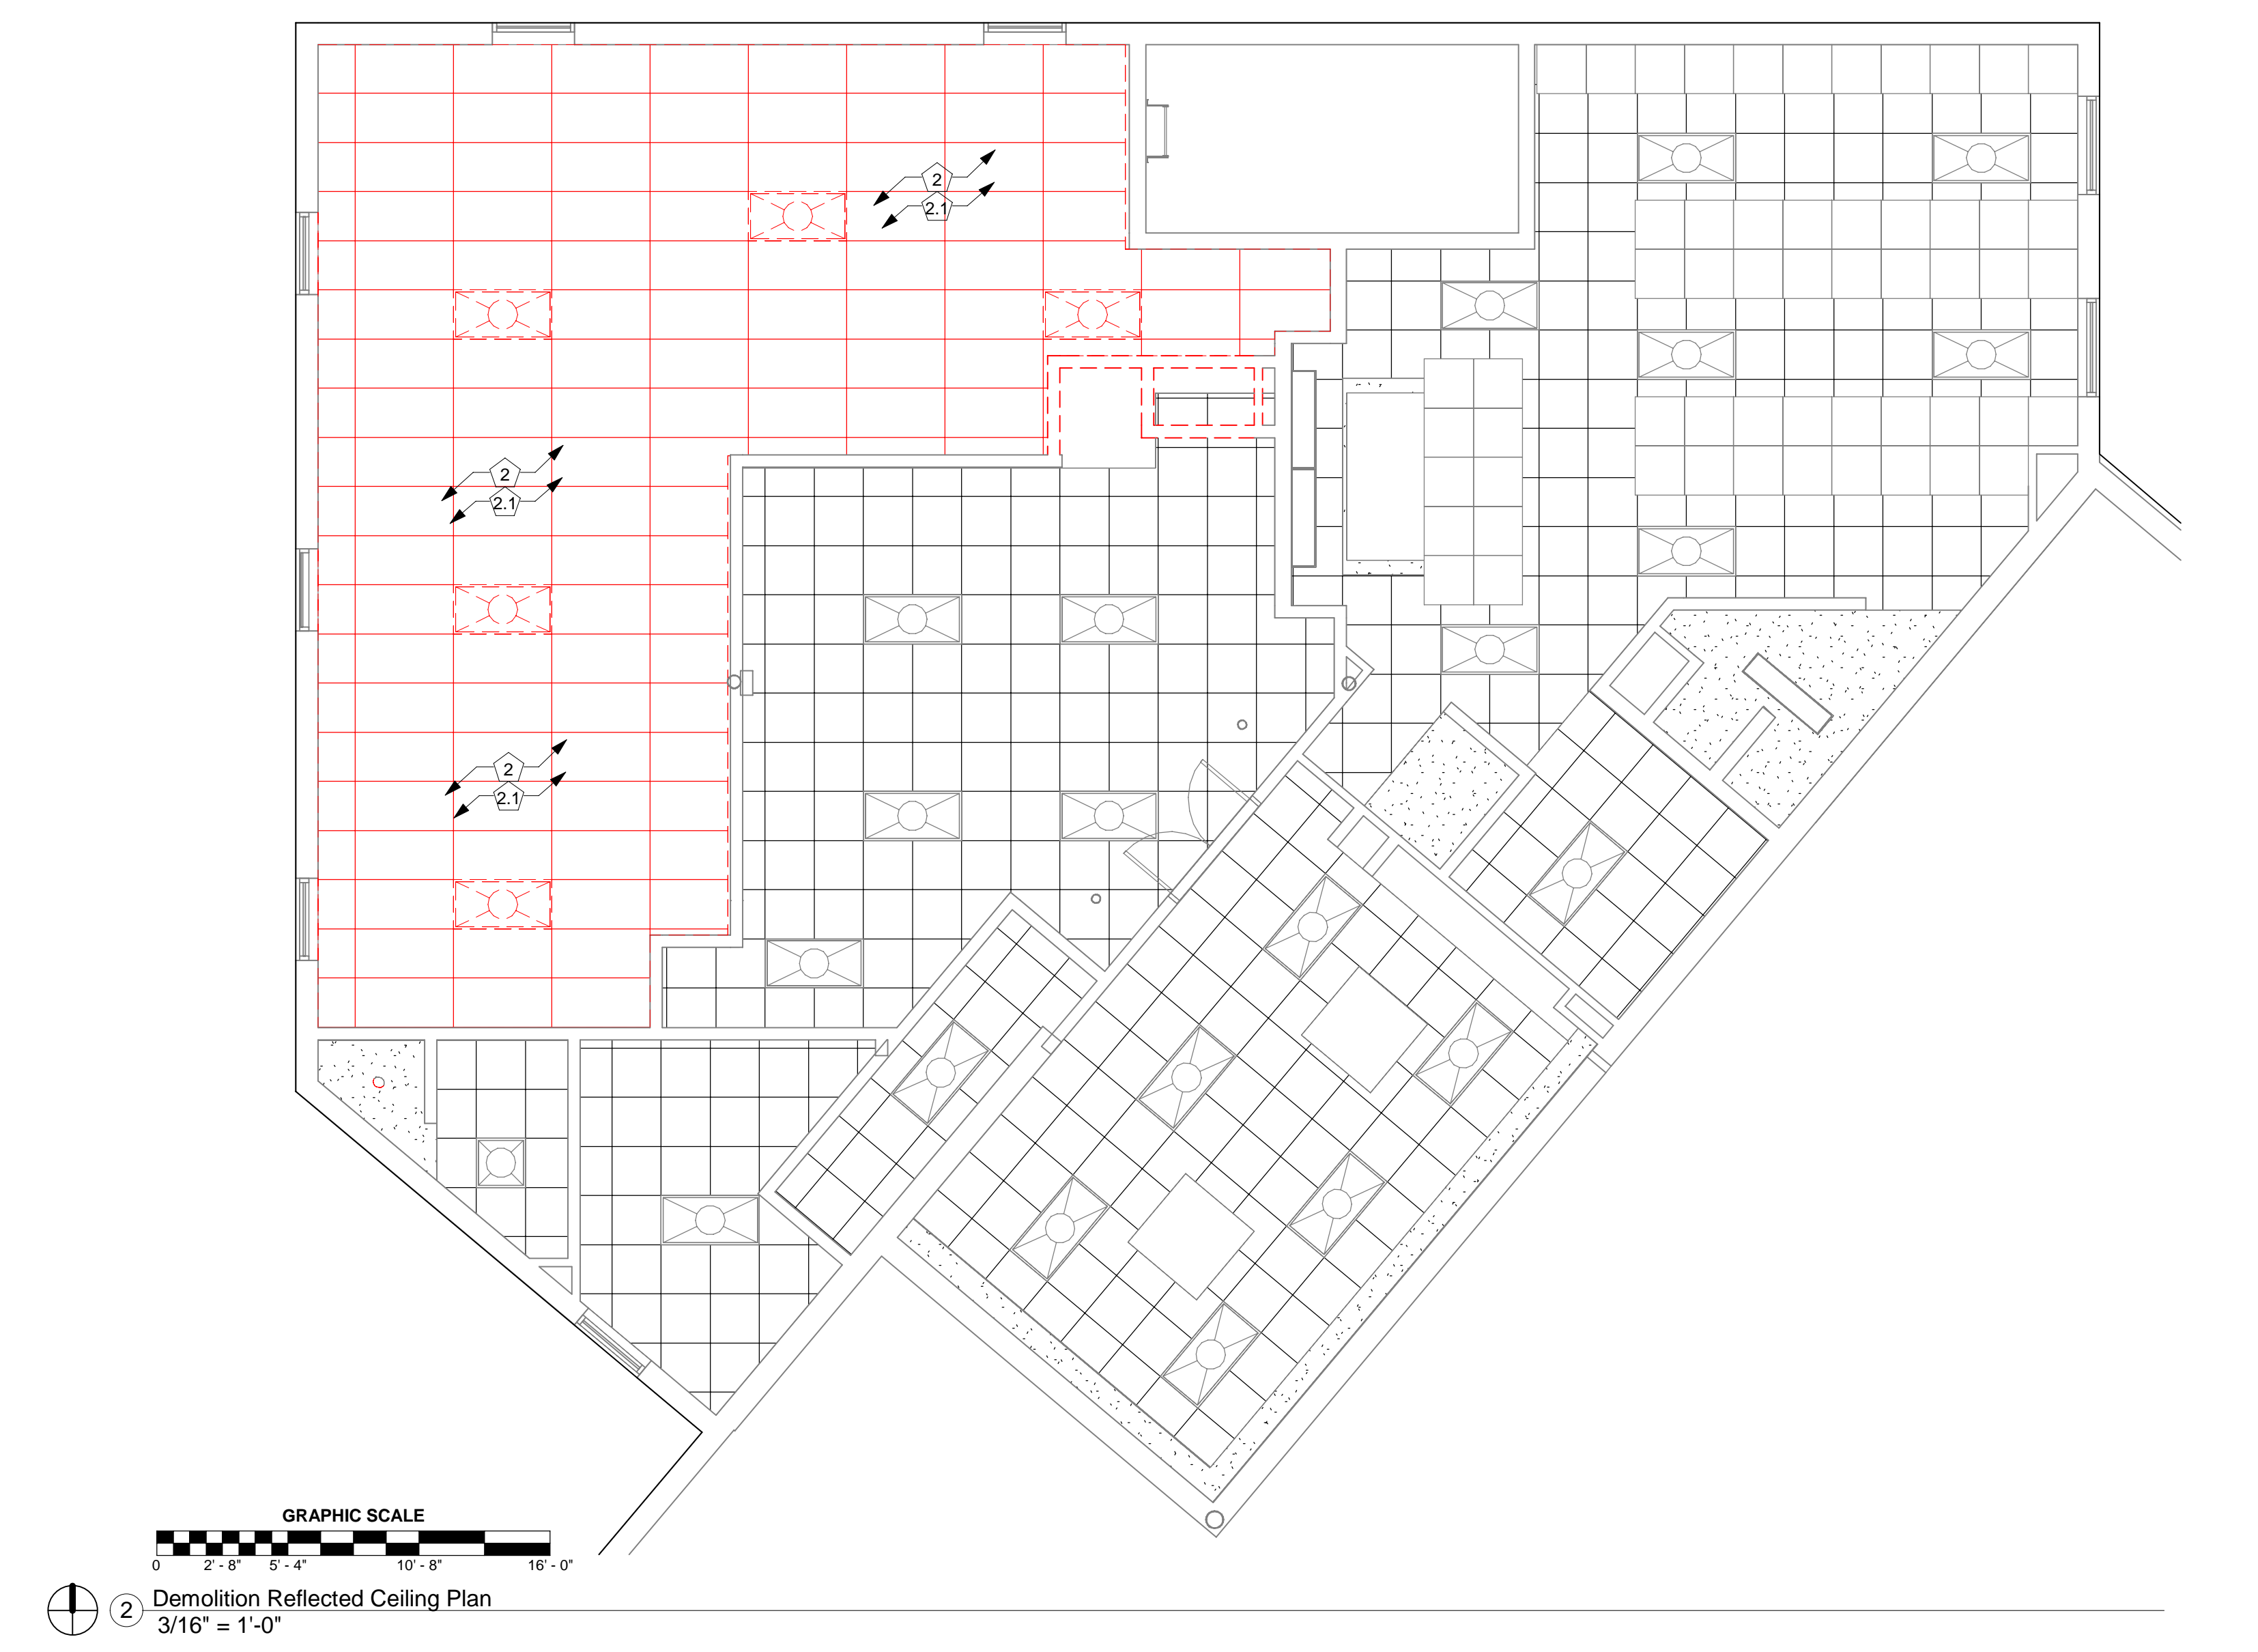 2
2.1
2
2.1
2
2.1
GRAPHIC SCALE
0 2' - 8" 5' - 4" 10' - 8" 16' - 0"
2 Demolition Reflected Ceiling Plan
3/16" = 1'-0"